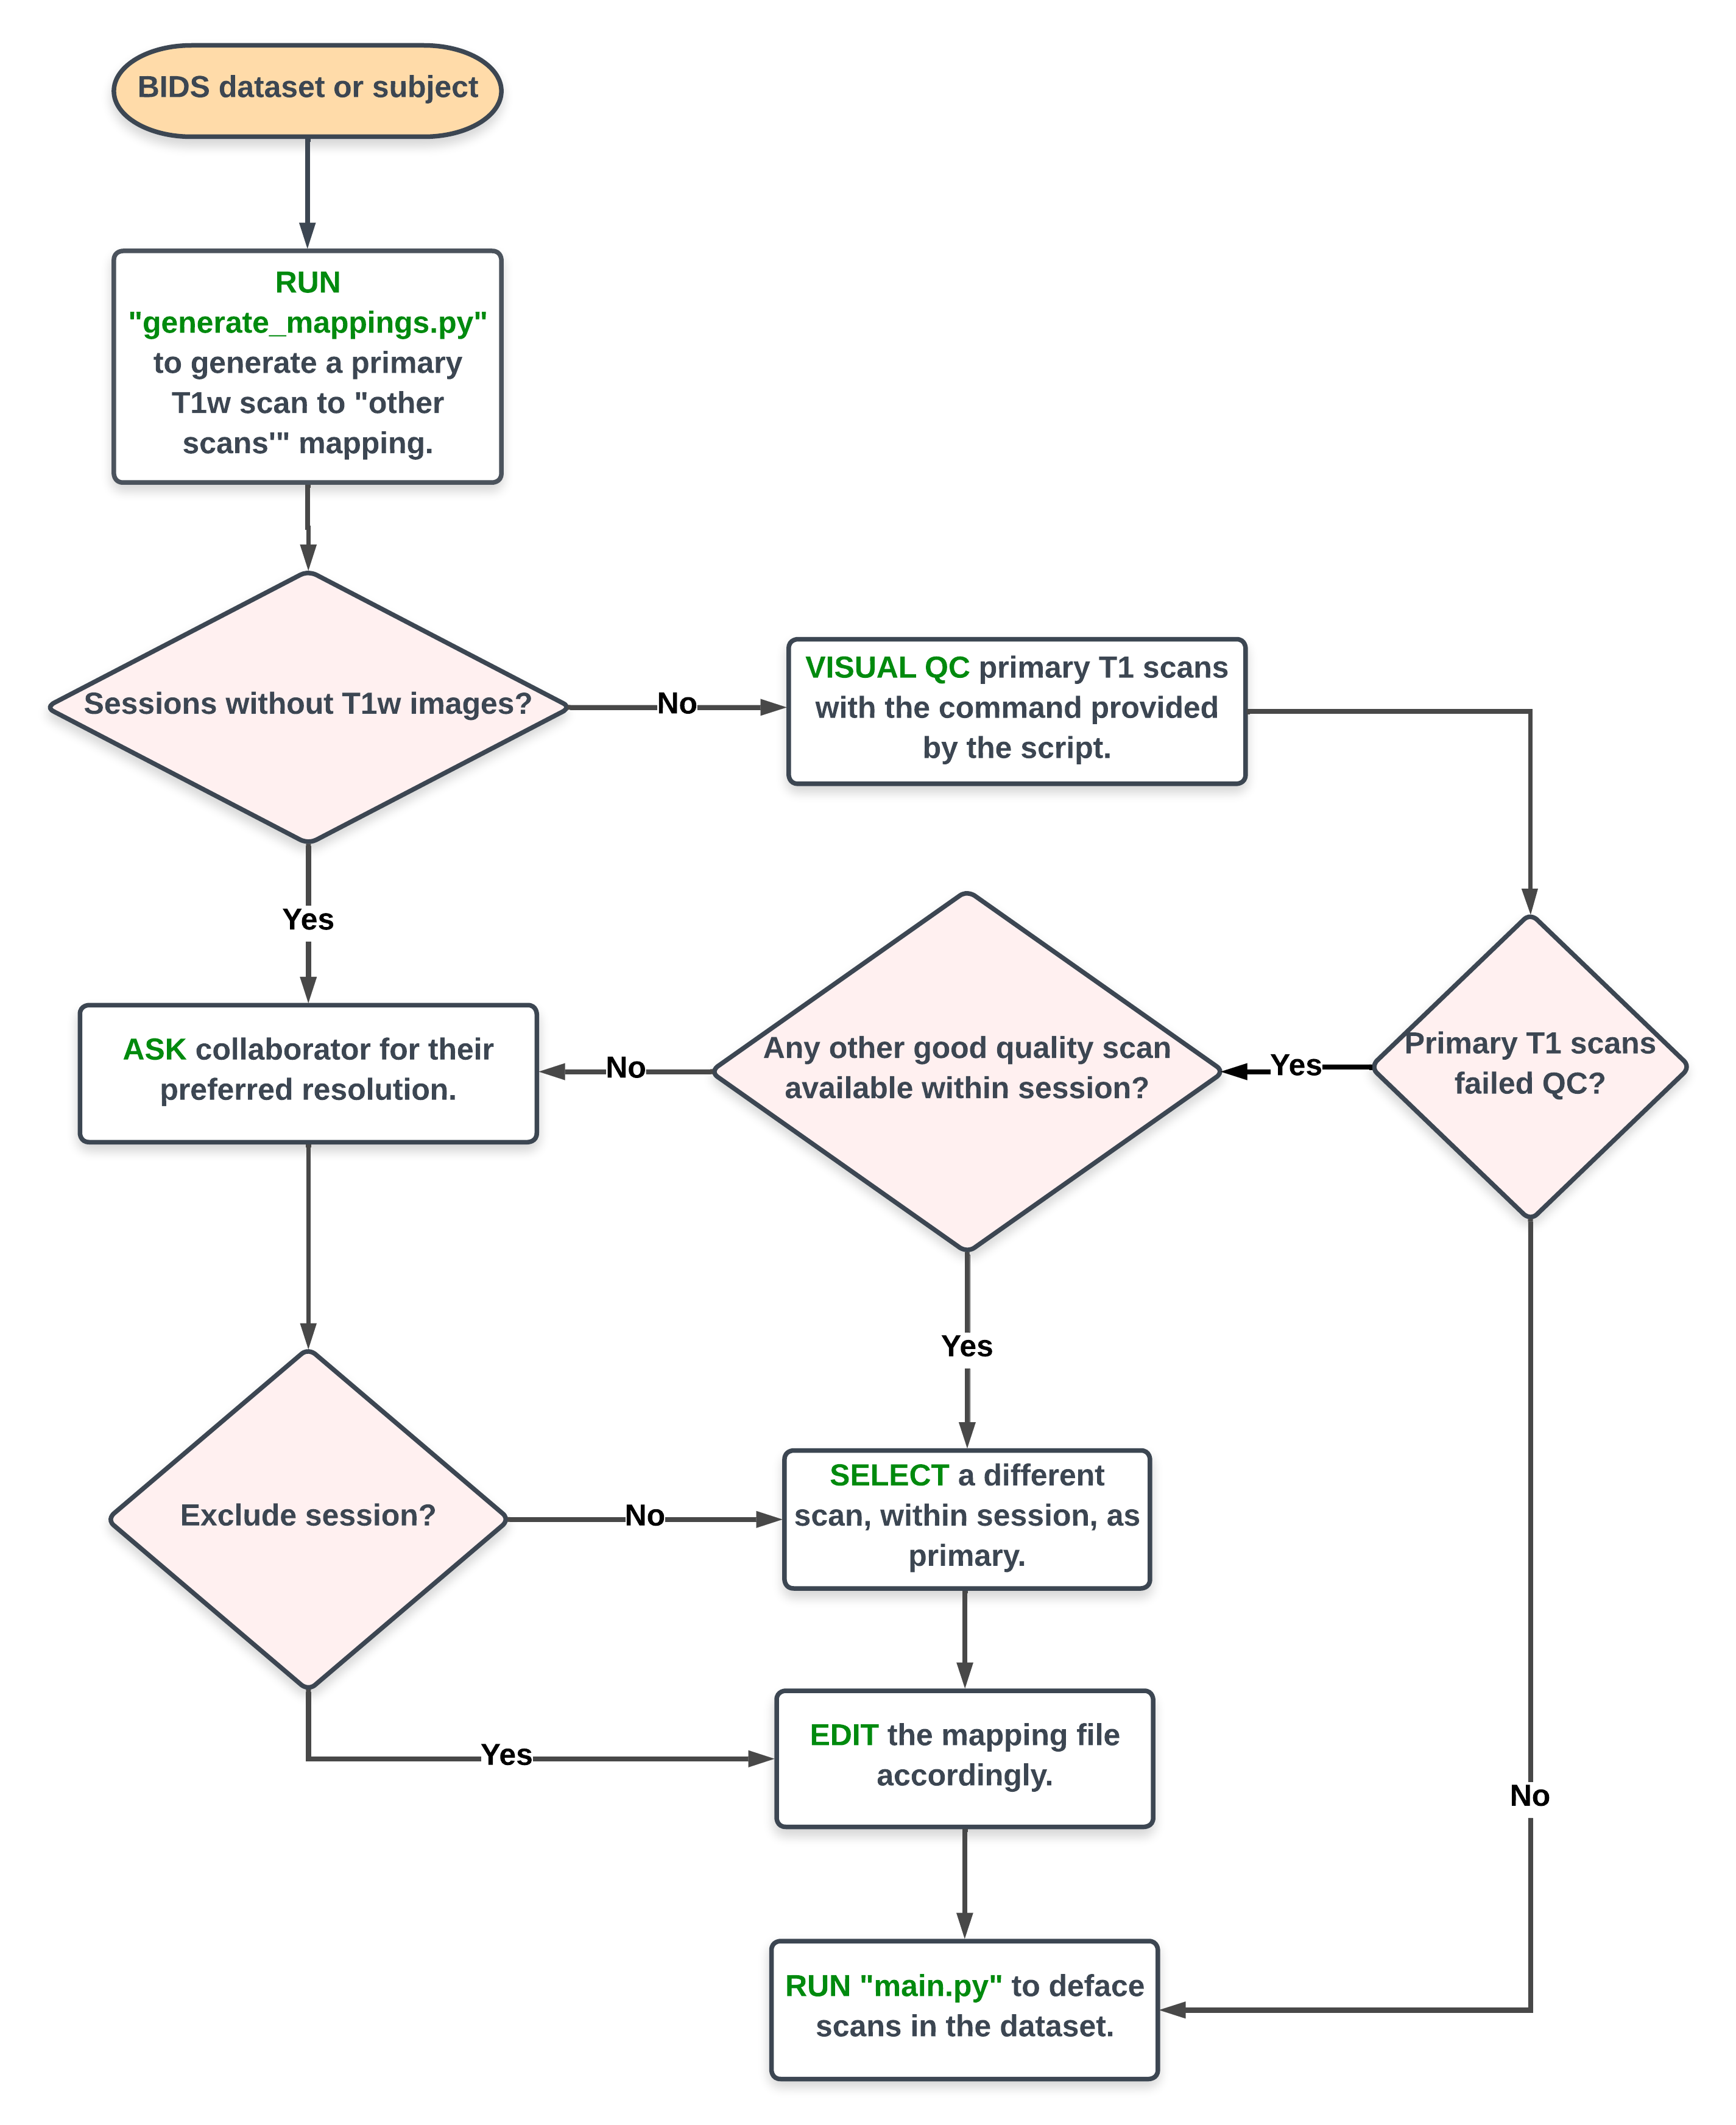 BIDS dataset or subject
RUN
"generate_mappings.py"
to generate a primary
T1w scan to "other
scans'" mapping.
Sessions without T1w images?
No
VISUAL QC primary T1 scans
with the command provided
by the script.
Yes
ASK collaborator for their
preferred resolution.
No
Any other good quality scan
available within session?
Yes
Primary T1 scans
failed QC?
Yes
Exclude session?
No
SELECT a different
scan, within session, as
primary.
Yes
EDIT the mapping file
accordingly.
No
RUN "main.py" to deface
scans in the dataset.